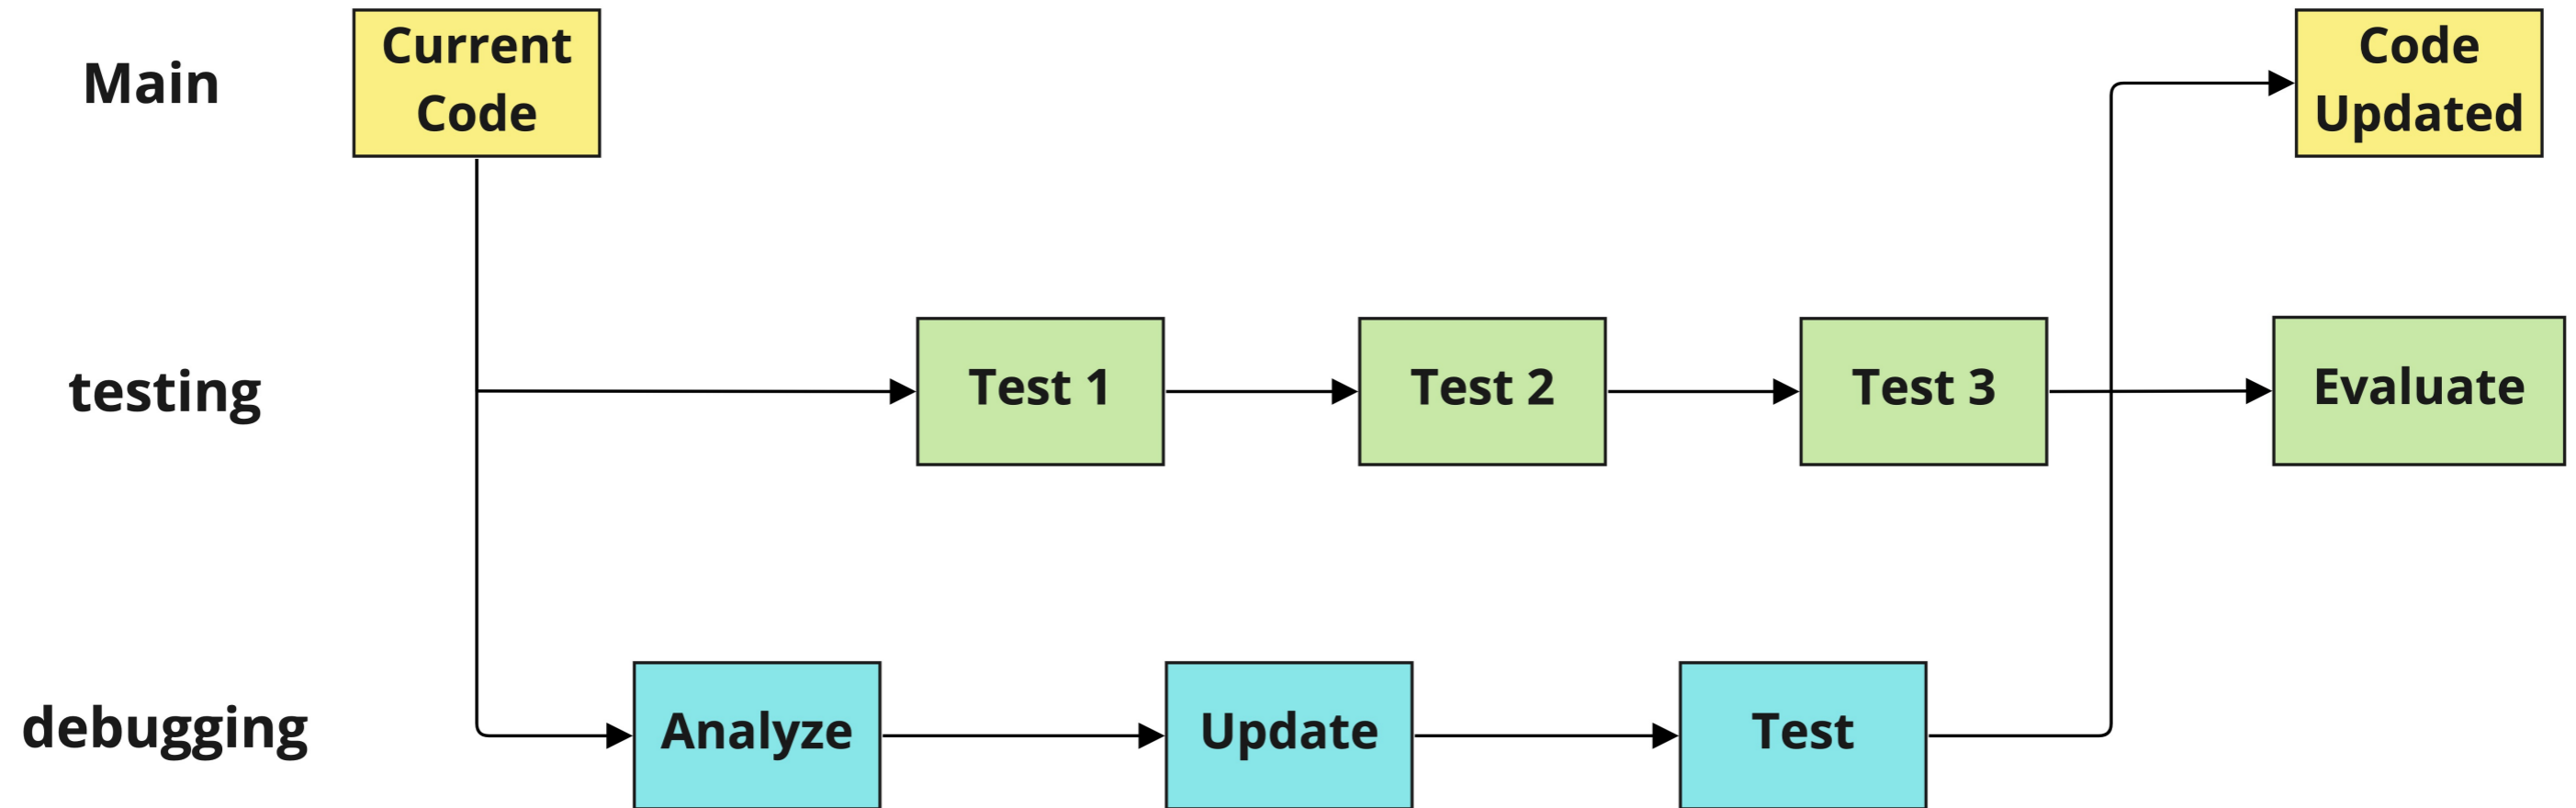 Main
Current
Code
Code
Updated
testing
Test 1
Test 2
Test 3
Evaluate
debugging
Analyze
Update
Test